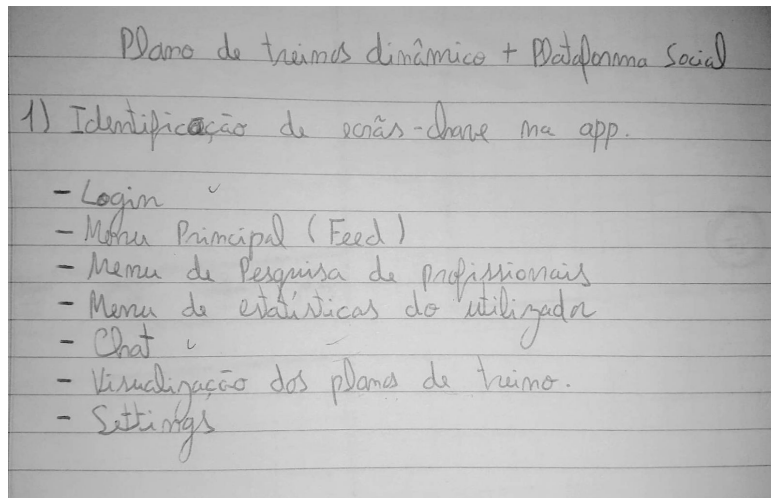 Plano de treinos dinâmico + Plataforma Social
1) Identificação de ecrãs-chave na app.
- Login
- Menu Principal (Feed)
- Menu de Pesquisa de profissionais
- Menu de estatísticas do utilizador
- Chat
- Visualização dos planos de treino.
- Settings